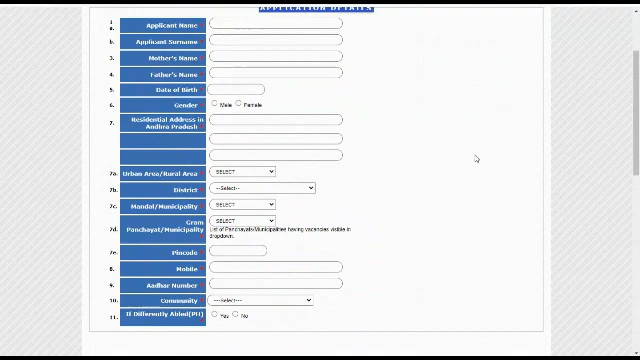 APPLICATION DETAILS
1 a. Applicant Name *
b. Applicant Surname *
3. Mother's Name *
4. Father's Name *
5. Date of Birth *
6. Gender * Male Female
7. Residential Address in Andhra Pradesh *
7a. Urban Area/Rural Area * SELECT
7b. District * --Select--
7c. Mandal/Municipality * SELECT
7d. Gram Panchayat/Municipality * SELECT
List of Panchayats/Municipalities having vacancies visible in dropdown.
7e. Pincode *
8. Mobile *
9. Aadhar Number *
10. Community * ---Select---
11. If Differently Abled(PH) * Yes No